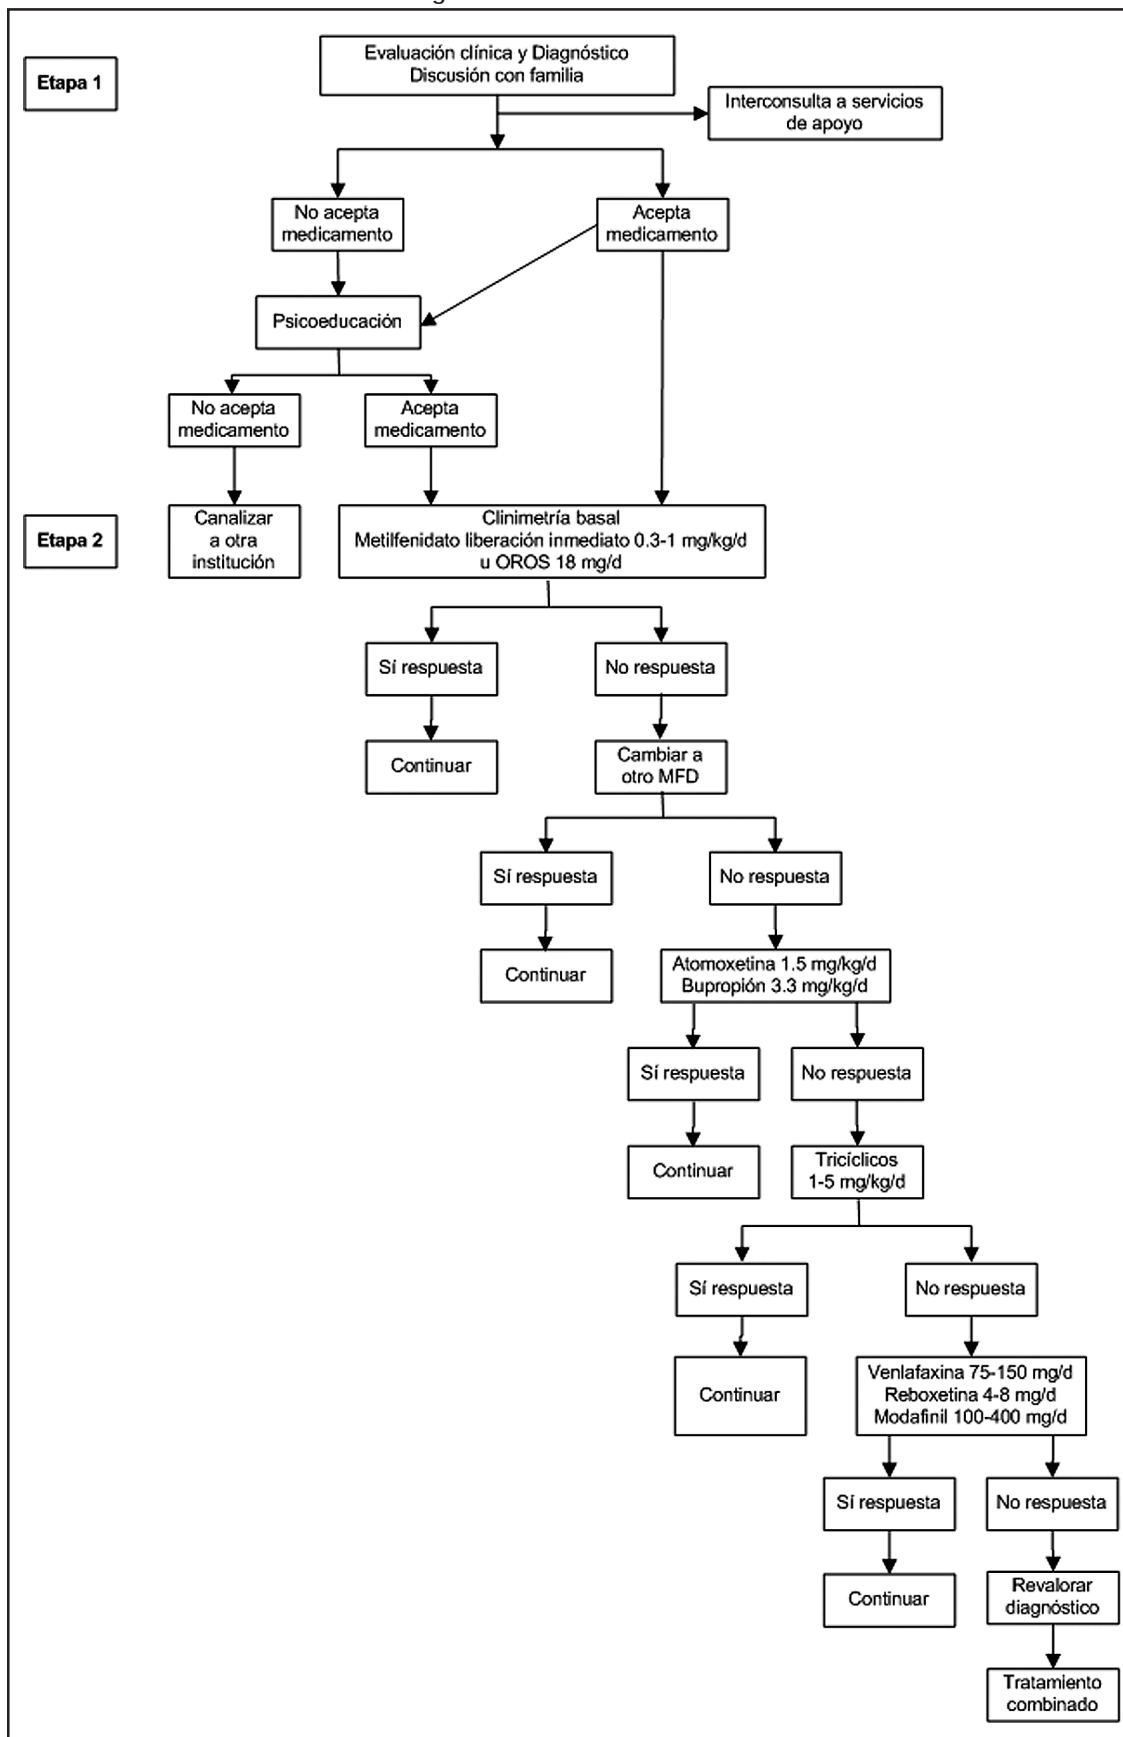 Etapa 1
Evaluación clínica y Diagnóstico
Discusión con familia
Interconsulta a servicios
de apoyo
No acepta
medicamento
Acepta
medicamento
Psicoeducación
No acepta
medicamento
Acepta
medicamento
Etapa 2
Canalizar
a otra
institución
Clinimetría basal
Metilfenidato liberación inmediato 0.3-1 mg/kg/d
u OROS 18 mg/d
Sí respuesta
No respuesta
Continuar
Cambiar a
otro MFD
Sí respuesta
No respuesta
Continuar
Atomoxetina 1.5 mg/kg/d
Bupropión 3.3 mg/kg/d
Sí respuesta
No respuesta
Continuar
Tricíclicos
1-5 mg/kg/d
Sí respuesta
No respuesta
Continuar
Venlafaxina 75-150 mg/d
Reboxetina 4-8 mg/d
Modafinil 100-400 mg/d
Sí respuesta
No respuesta
Continuar
Revalorar
diagnóstico
Tratamiento
combinado